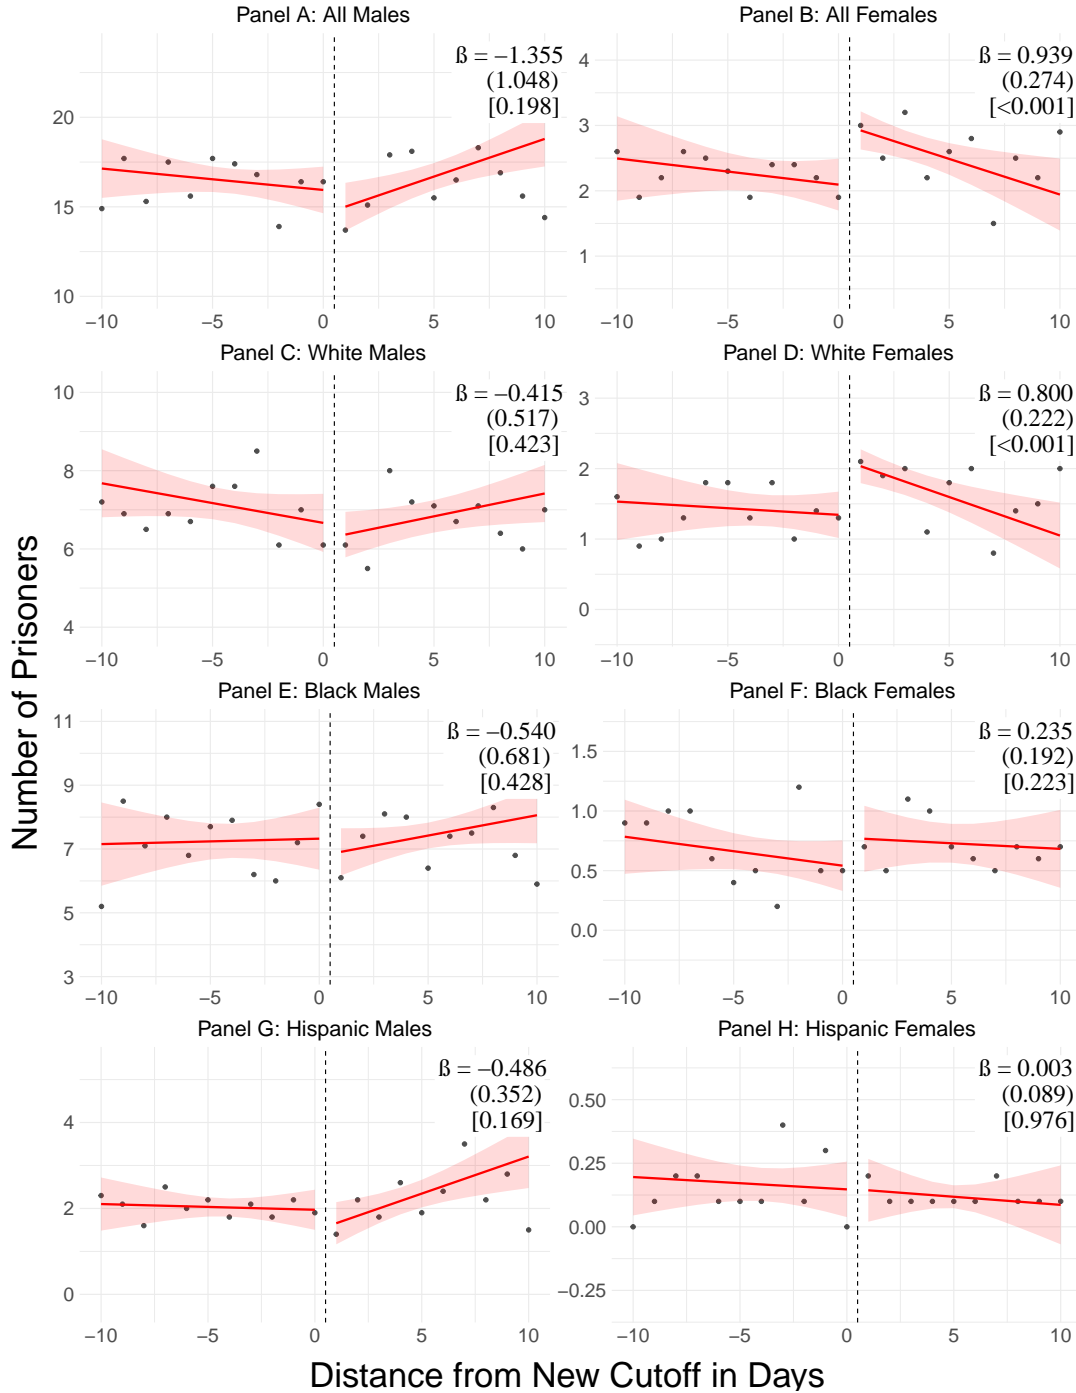 Panel A: All Males
ß = −1.355
(1.048)
[0.198]
20
15
10
−10 −5 0 5 10
Panel B: All Females
ß = 0.939
(0.274)
[<0.001]
4
3
2
1
−10 −5 0 5 10
Panel C: White Males
ß = −0.415
(0.517)
[0.423]
10
8
6
4
−10 −5 0 5 10
Panel D: White Females
ß = 0.800
(0.222)
[<0.001]
3
2
1
0
−10 −5 0 5 10
Number of Prisoners
Panel E: Black Males
ß = −0.540
(0.681)
[0.428]
11
9
7
5
3
−10 −5 0 5 10
Panel F: Black Females
ß = 0.235
(0.192)
[0.223]
1.5
1.0
0.5
0.0
−10 −5 0 5 10
Panel G: Hispanic Males
ß = −0.486
(0.352)
[0.169]
4
2
0
−10 −5 0 5 10
Panel H: Hispanic Females
ß = 0.003
(0.089)
[0.976]
0.50
0.25
0.00
−0.25
−10 −5 0 5 10
Distance from New Cutoff in Days